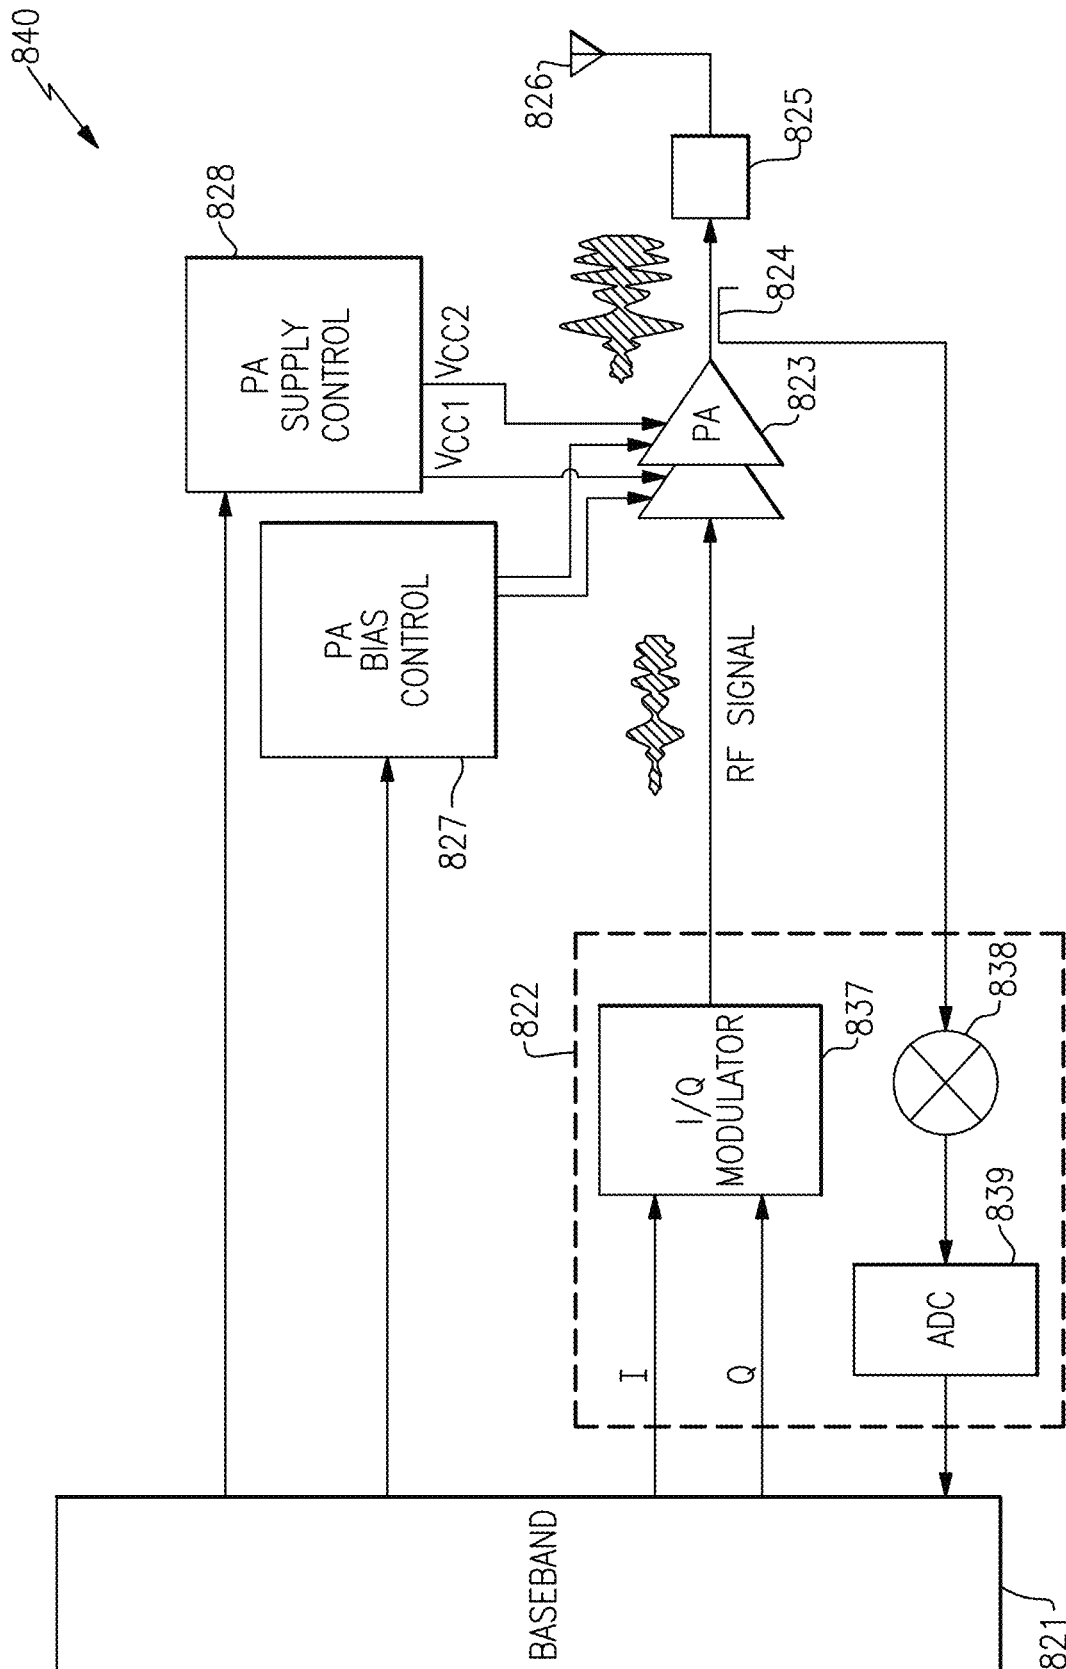 840
828
PA
SUPPLY
CONTROL
VCC1
VCC2
826
825
824
PA
BIAS
CONTROL
827
PA
823
RF SIGNAL
822
I/Q
MODULATOR
837
838
I
Q
ADC
839
BASEBAND
821